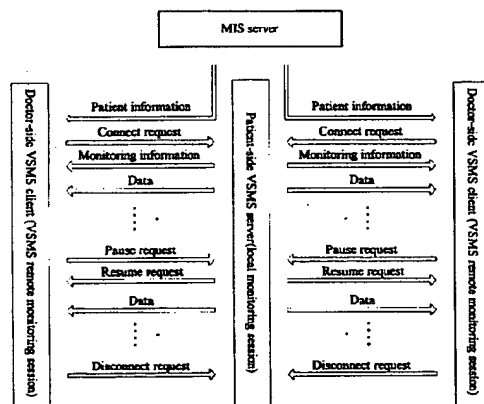 MIS server
Patient information
Patient information
Connect request
Connect request
Monitoring information
Monitoring information
Data
Data
Pause request
Pause request
Resume request
Resume request
Data
Data
Disconnect request
Disconnect request
Doctor-side VSMS client (VSMS remote monitoring session)
Patient-side VSMS server(local monitoring session)
Doctor-side VSMS client (VSMS remote monitoring session)